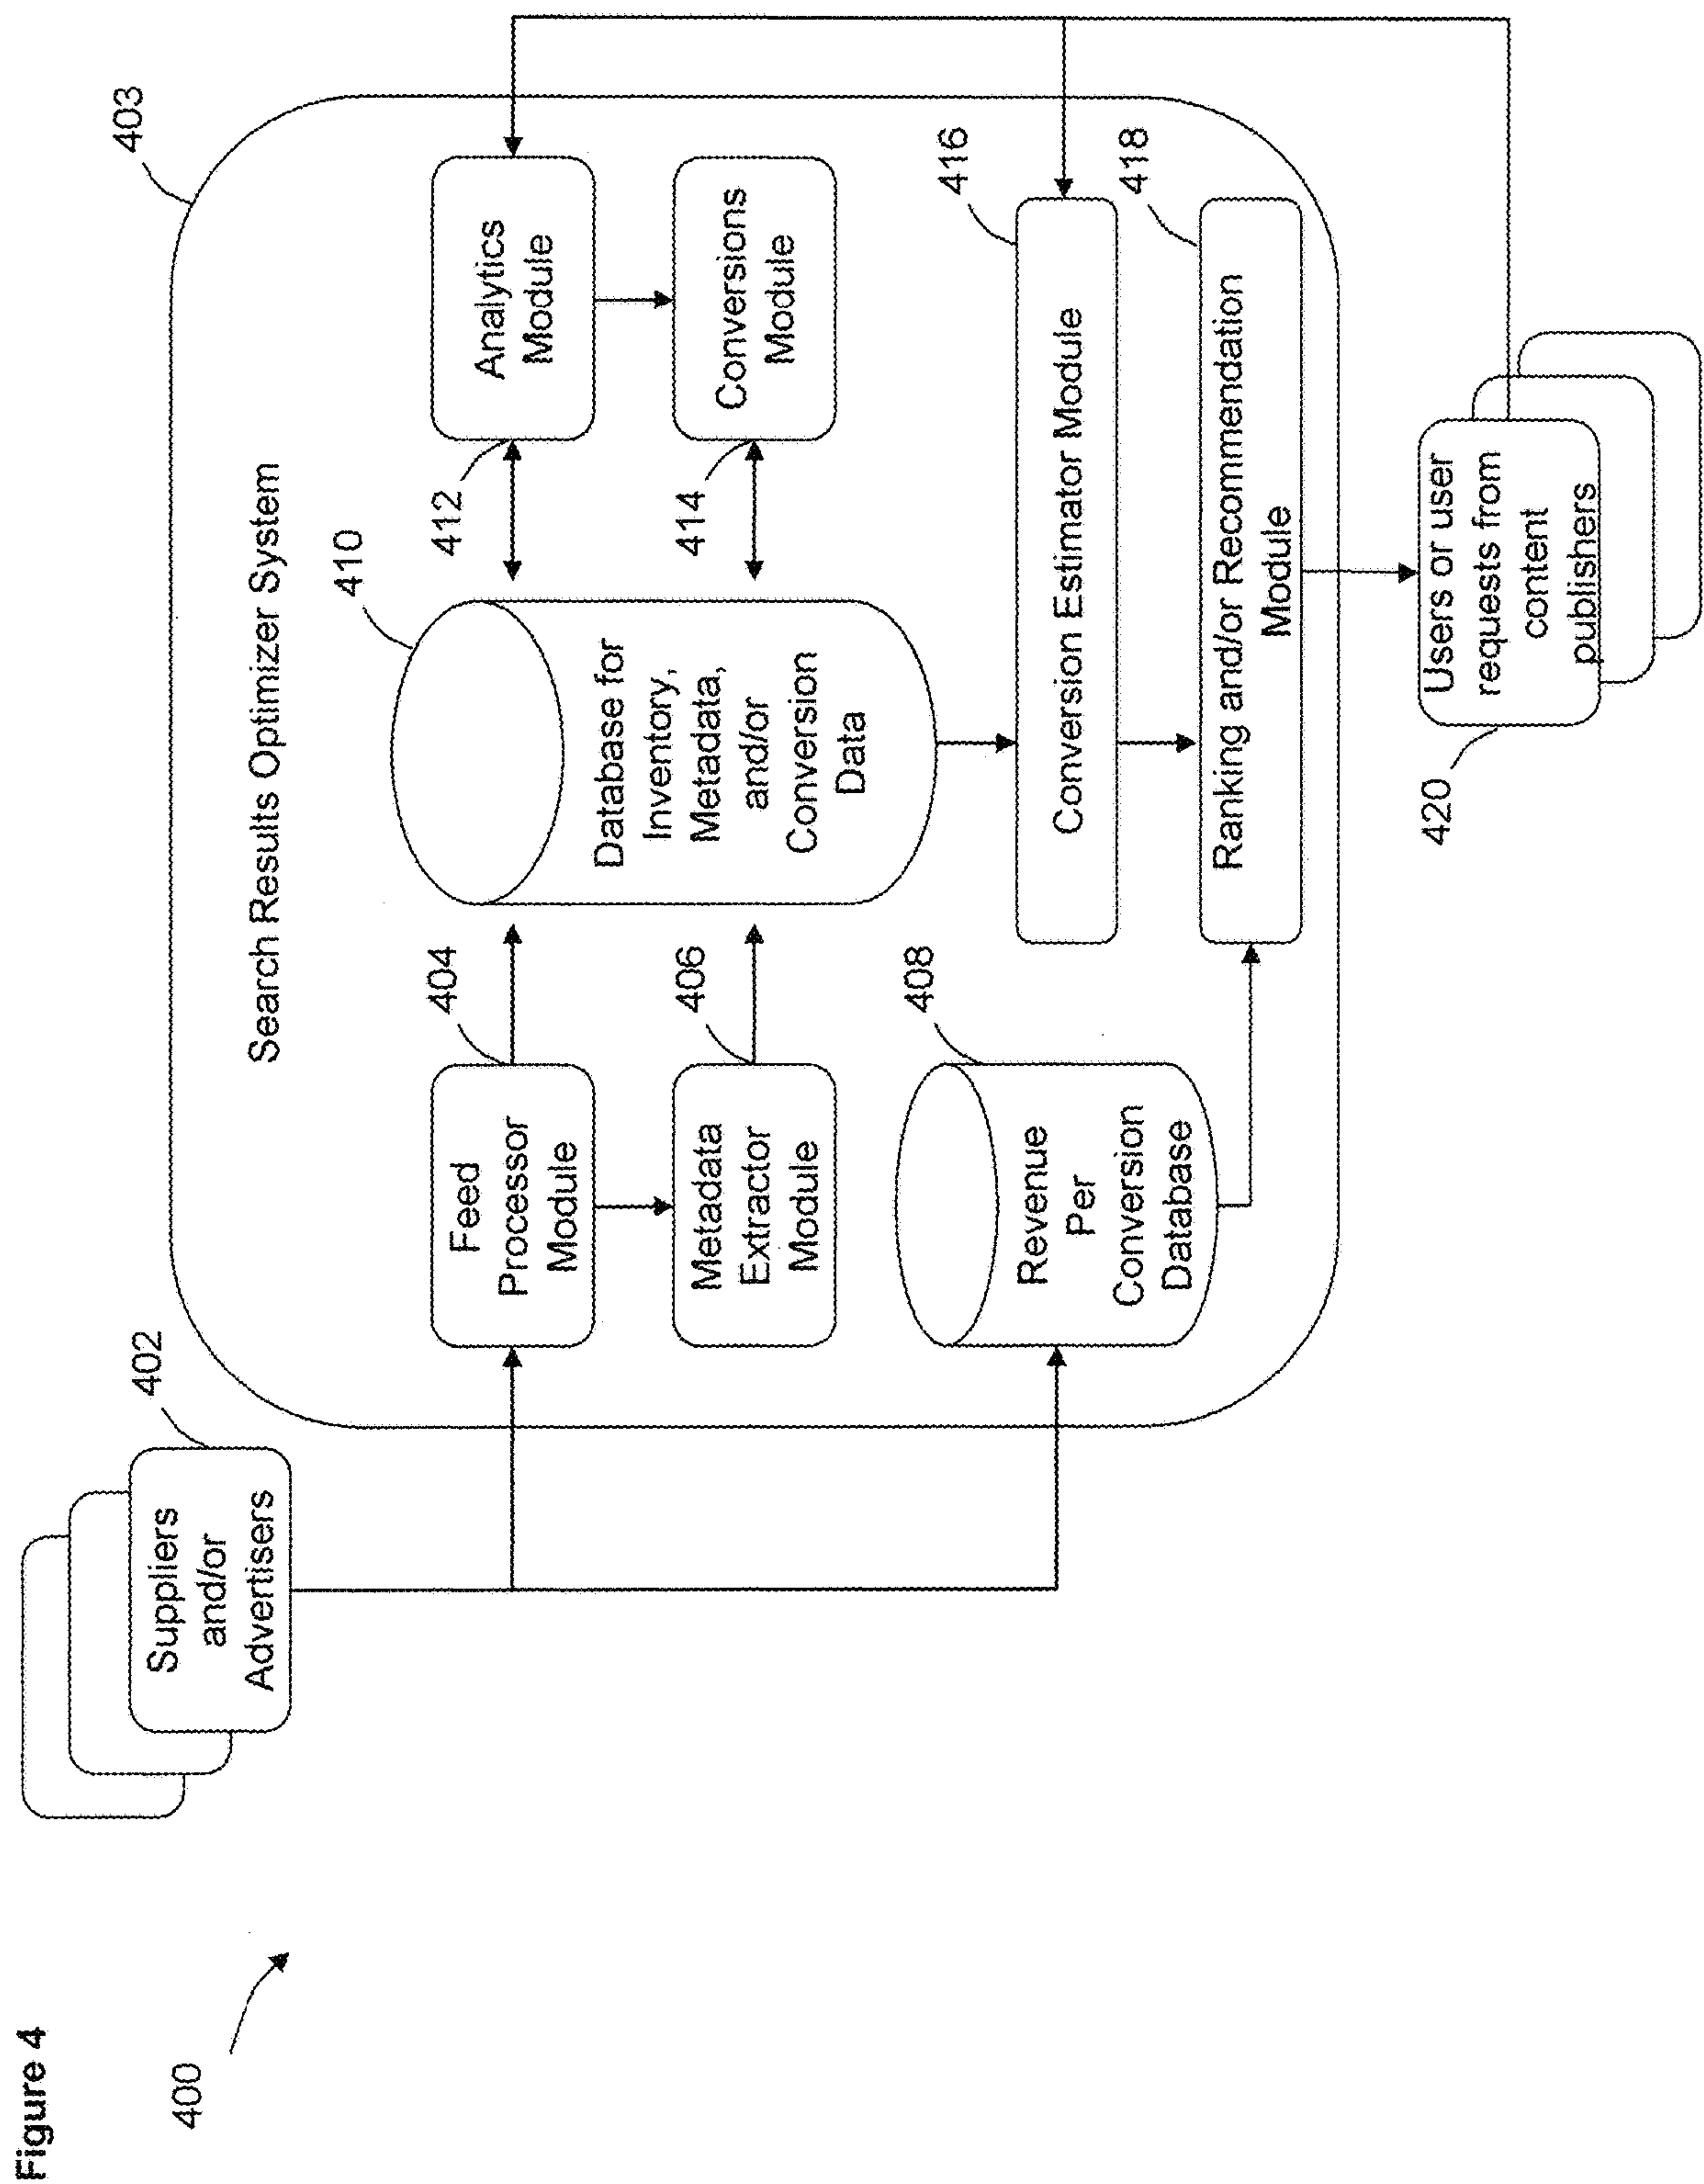 Figure 4
400
Suppliers
and/or
Advertisers
402
403
Search Results Optimizer System
Feed
Processor
Module
404
Metadata
Extractor
Module
406
Revenue
Per
Conversion
Database
408
410
Database for
Inventory,
Metadata,
and/or
Conversion
Data
412
Analytics
Module
414
Conversions
Module
416
Conversion Estimator Module
418
Ranking and/or Recommendation
Module
420
Users or user
requests from
content
publishers